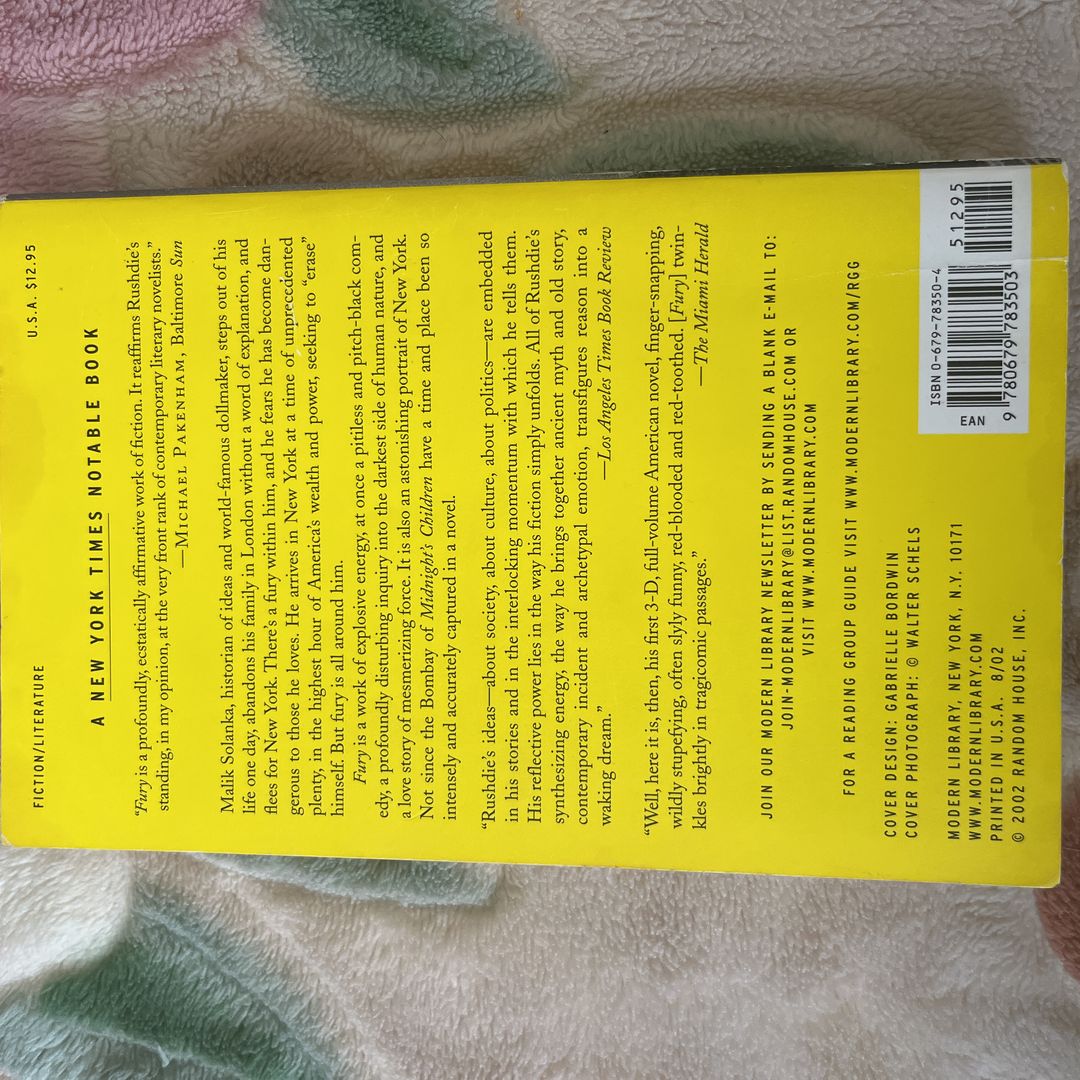 FICTION/LITERATURE U.S.A. $12.95
A NEW YORK TIMES NOTABLE BOOK
“Fury is a profoundly, ecstatically affirmative work of fiction. It reaffirms Rushdie’s
standing, in my opinion, at the very front rank of contemporary literary novelists.”
—MICHAEL PAKENHAM, Baltimore Sun
Malik Solanka, historian of ideas and world-famous dollmaker, steps out of his
life one day, abandons his family in London without a word of explanation, and
flees for New York. There’s a fury within him, and he fears he has become dan-
gerous to those he loves. He arrives in New York at a time of unprecedented
plenty, in the highest hour of America’s wealth and power, seeking to “erase”
himself. But fury is all around him.
Fury is a work of explosive energy, at once a pitiless and pitch-black com-
edy, a profoundly disturbing inquiry into the darkest side of human nature, and
a love story of mesmerizing force. It is also an astonishing portrait of New York.
Not since the Bombay of Midnight’s Children have a time and place been so
intensely and accurately captured in a novel.
“Rushdie’s ideas—about society, about culture, about politics—are embedded
in his stories and in the interlocking momentum with which he tells them.
His reflective power lies in the way his fiction simply unfolds. All of Rushdie’s
synthesizing energy, the way he brings together ancient myth and old story,
contemporary incident and archetypal emotion, transfigures reason into a
waking dream.” —Los Angeles Times Book Review
“Well, here it is, then, his first 3-D, full-volume American novel, finger-snapping,
wildly stupefying, often slyly funny, red-blooded and red-toothed. [Fury] twin-
kles brightly in tragicomic passages.” —The Miami Herald
JOIN OUR MODERN LIBRARY NEWSLETTER BY SENDING A BLANK E-MAIL TO:
JOIN-MODERNLIBRARY@LIST.RANDOMHOUSE.COM OR
VISIT WWW.MODERNLIBRARY.COM
FOR A READING GROUP GUIDE VISIT WWW.MODERNLIBRARY.COM/RGG
COVER DESIGN: GABRIELLE BORDWIN
COVER PHOTOGRAPH: © WALTER SCHELS
MODERN LIBRARY, NEW YORK, N.Y. 10171
WWW.MODERNLIBRARY.COM
PRINTED IN U.S.A. 8/02
© 2002 RANDOM HOUSE, INC.
ISBN 0-679-78350-4
51295
EAN
9 780679 783503